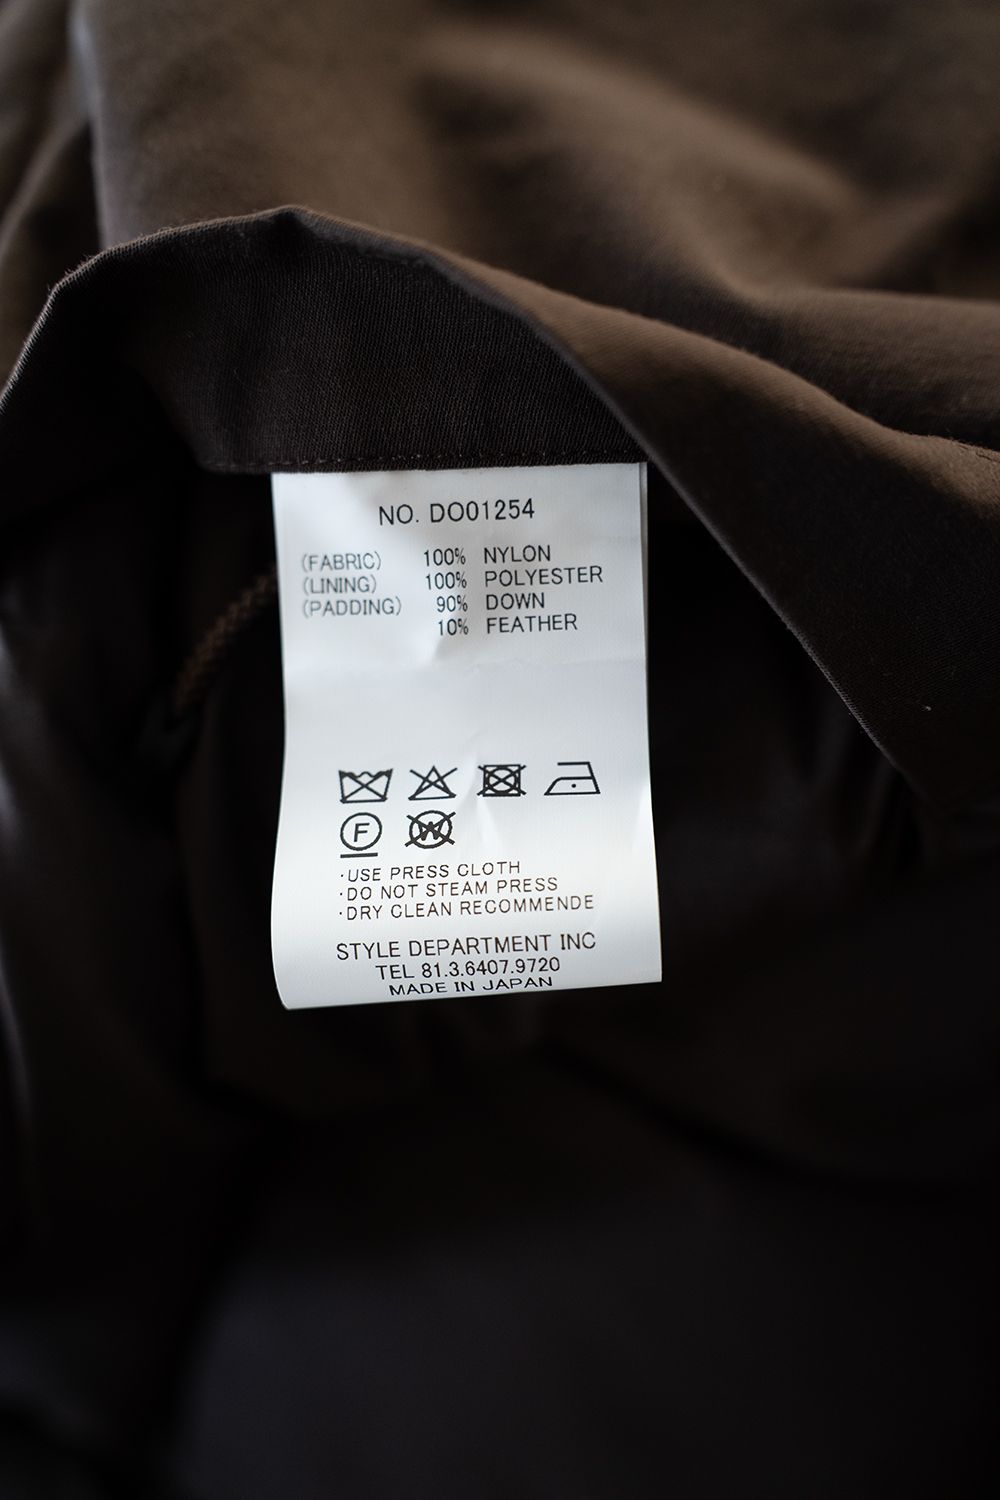 NO. DO01254
(FABRIC) 100% NYLON
(LINING) 100% POLYESTER
(PADDING) 90% DOWN
10% FEATHER
F W
·USE PRESS CLOTH
·DO NOT STEAM PRESS
·DRY CLEAN RECOMMENDE
STYLE DEPARTMENT INC
TEL 81.3.6407.9720
MADE IN JAPAN